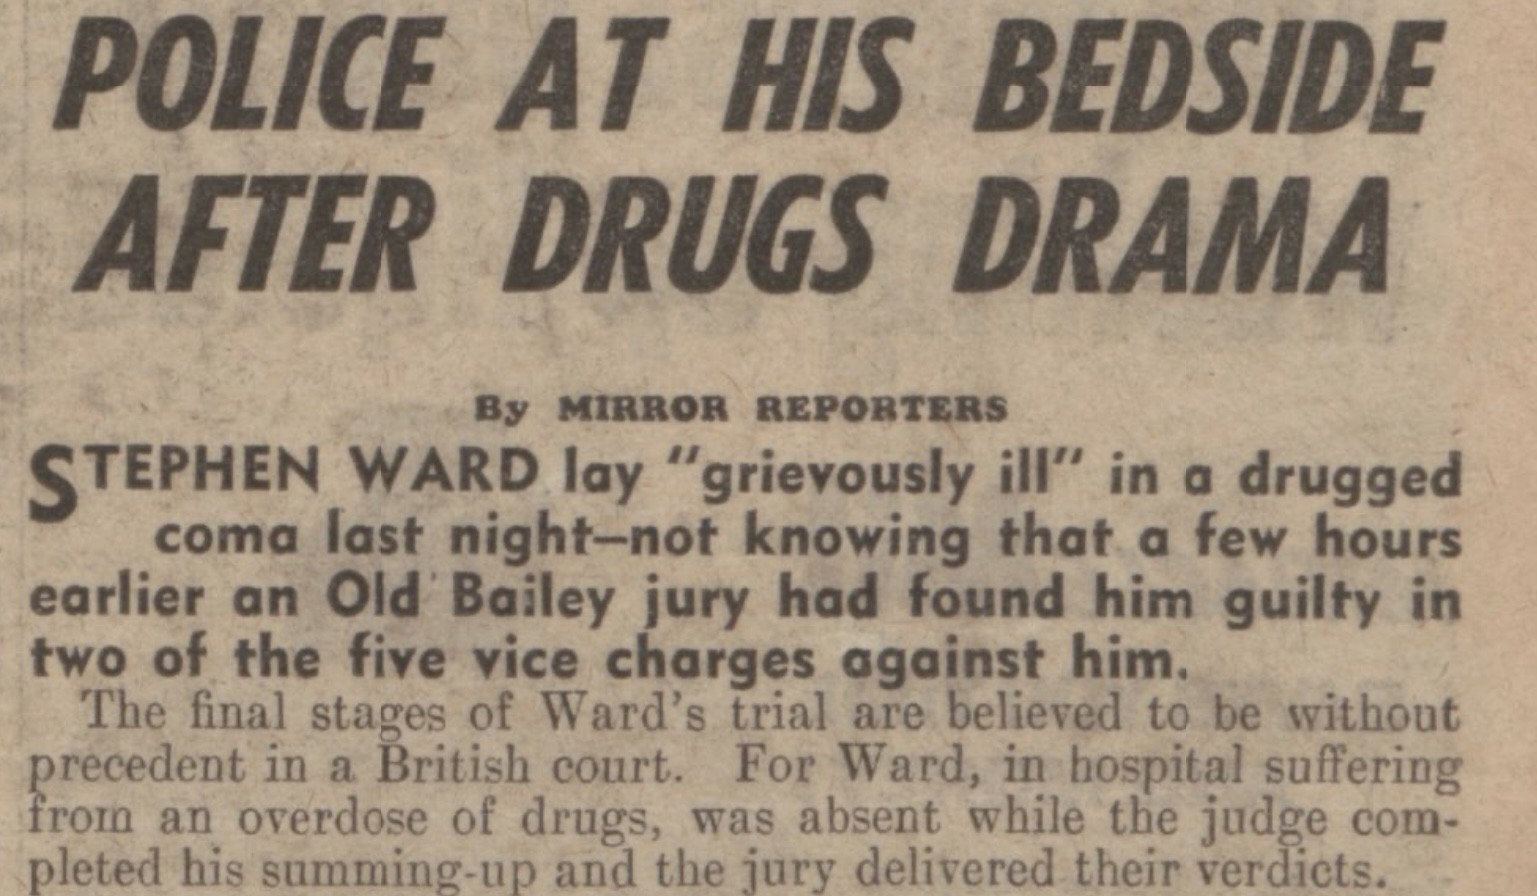 POLICE AT HIS BEDSIDE
AFTER DRUGS DRAMA
By MIRROR REPORTERS
STEPHEN WARD lay "grievously ill" in a drugged
coma last night—not knowing that a few hours
earlier an Old Bailey jury had found him guilty in
two of the five vice charges against him.
The final stages of Ward's trial are believed to be without
precedent in a British court. For Ward, in hospital suffering
from an overdose of drugs, was absent while the judge com-
pleted his summing-up and the jury delivered their verdicts.